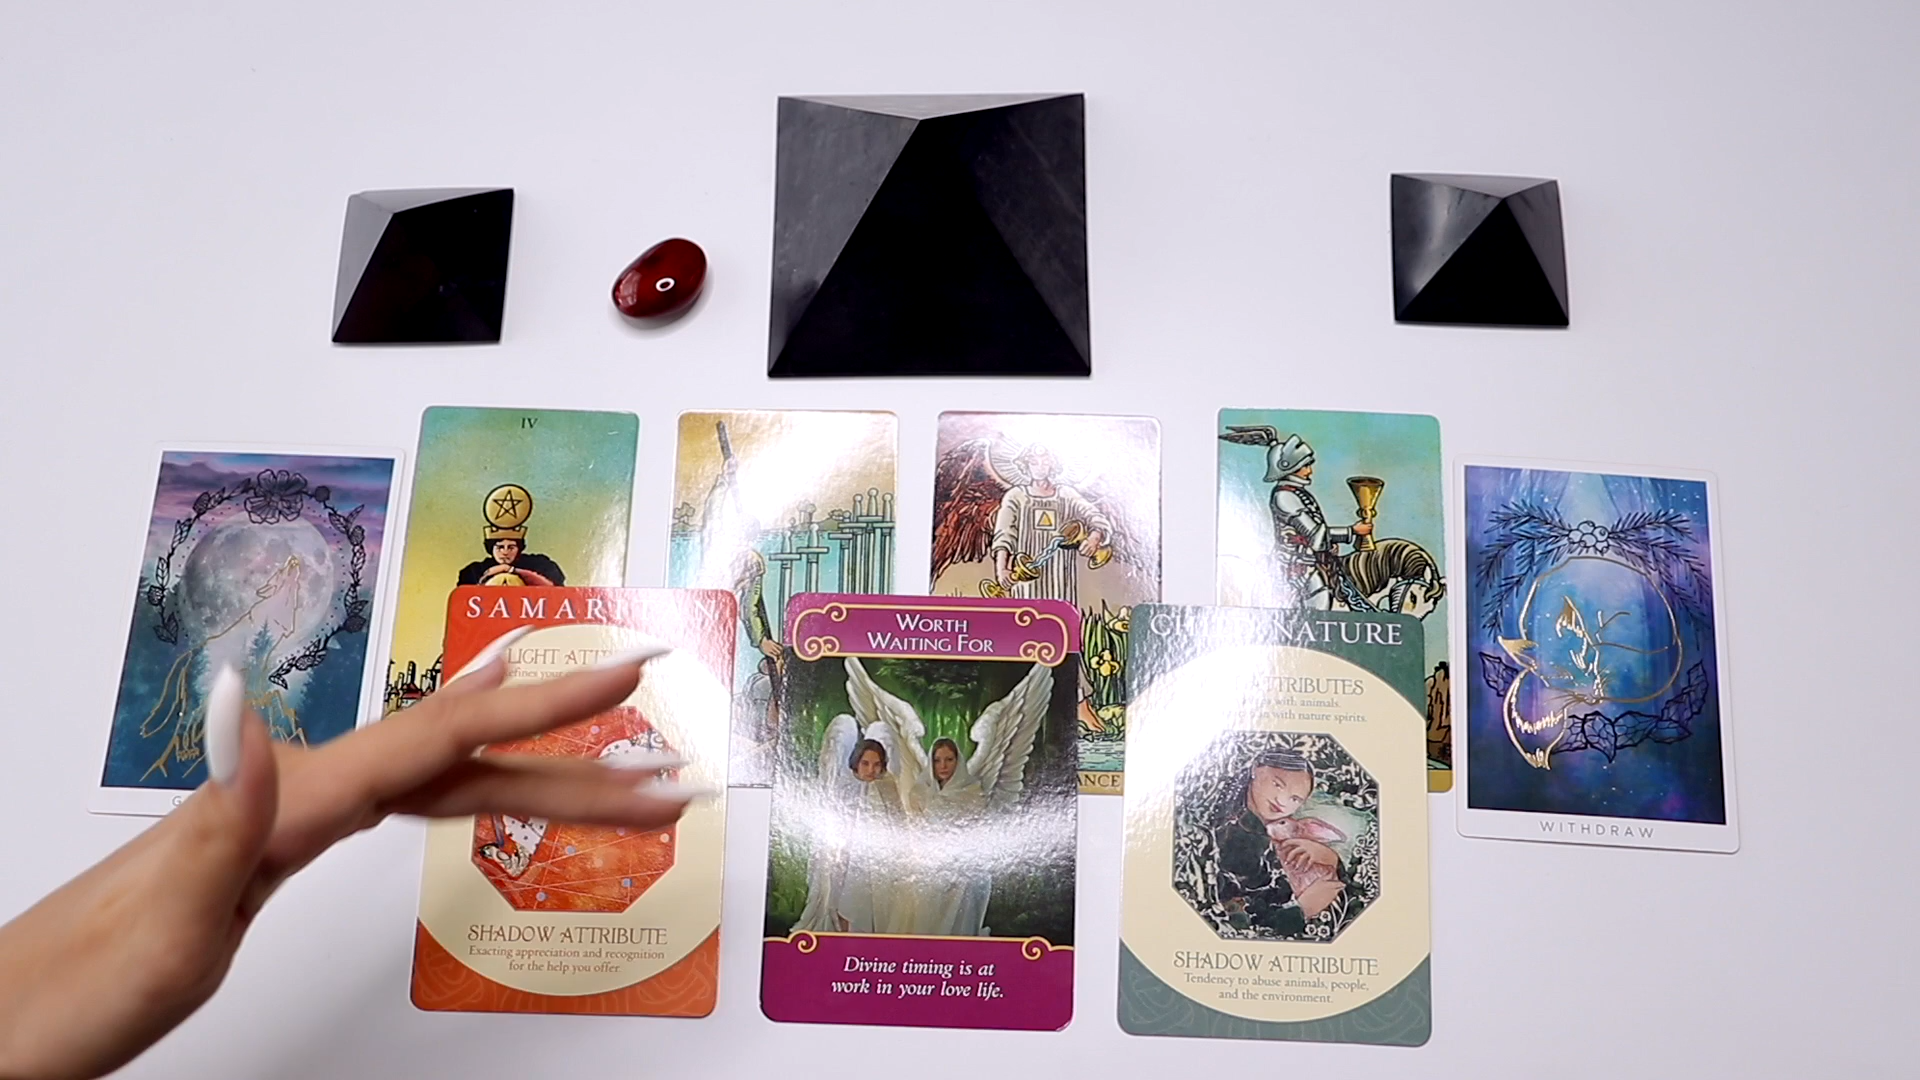 IV
WORTH
WAITING FOR
Divine timing is at
work in your love life.
LIGHT
SHADOW ATTRIBUTE
Exacting appreciation and recognition
for the help you offer.
NATURE
ATTRIBUTES
with animals.
with nature spirits.
SHADOW ATTRIBUTE
Tendency to abuse animals, people,
and the environment.
WITHDRAW